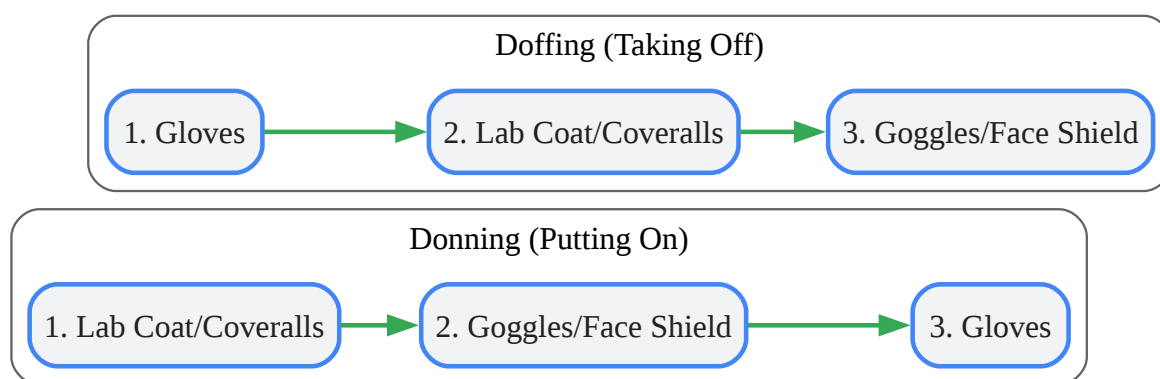 Doffing (Taking Off)
1. Gloves
2. Lab Coat/Coveralls
3. Goggles/Face Shield
Donning (Putting On)
1. Lab Coat/Coveralls
2. Goggles/Face Shield
3. Gloves